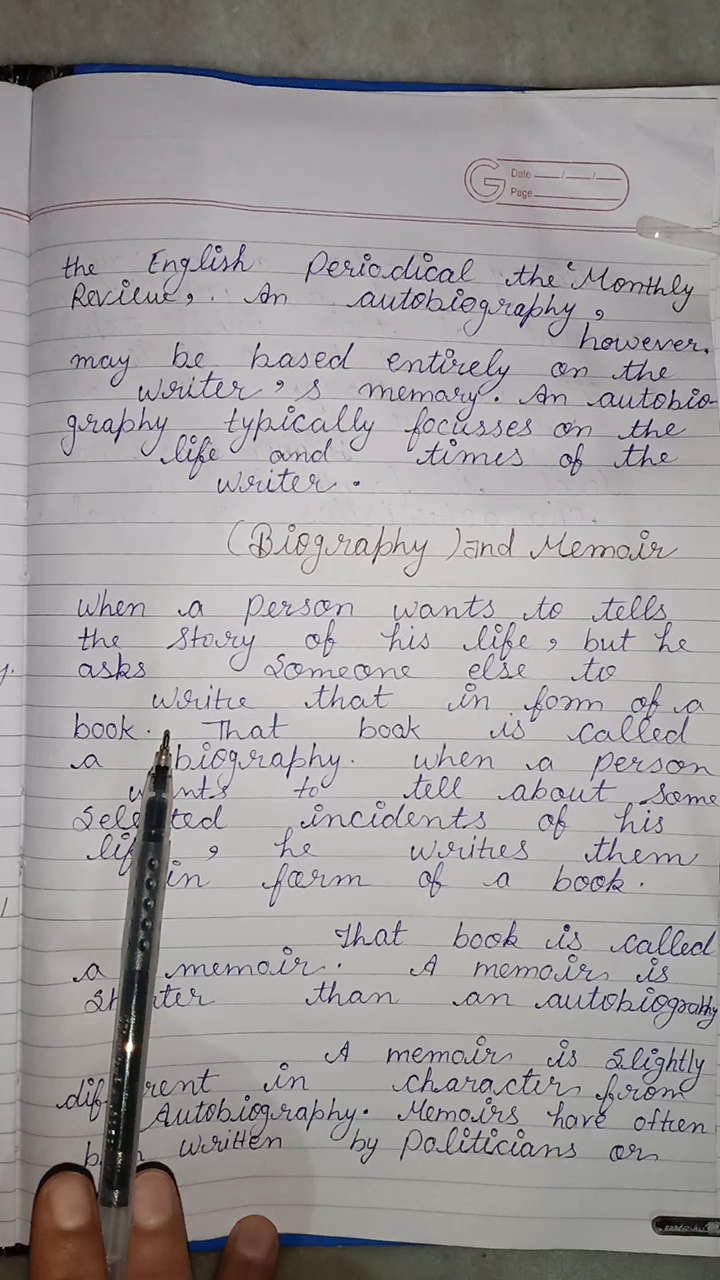 Date __/__/__
Page
the English Periodical the "Monthly
Review, . An autobiography,
however.
may be based entirely on the
writer's memory. An autobio-
graphy typically focusses on the
life and times of the
writer.
(Biography) and Memoir
When a person wants to tells
the story of his life, but he
asks someone else to
write that in form of a
book. That book is called
a biography. when a person
wants to tell about some
Selected incidents of his
life, he writes them
in farm of a book.
That book is called
a memoir. A memoir is
Shorter than an autobiography
A memoir is slightly
different in character from
Autobiography. Memoirs have often
been written by Politicians or